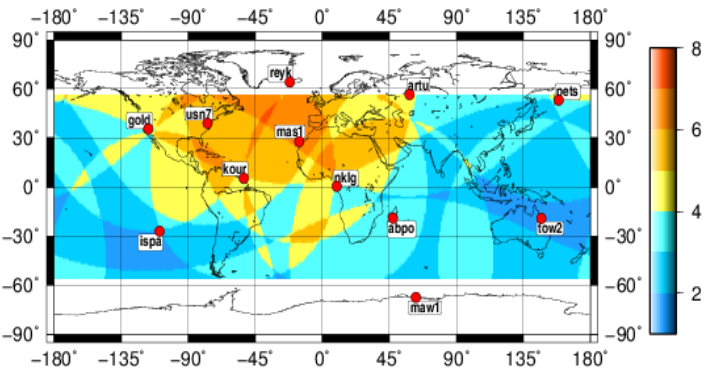 −180° −135° −90° −45° 0° 45° 90° 135° 180°
90° 90° 8
reyk artu pets
60° 60°
gold usn7 mas1 6
30° 30°
kour nklg
0° 0° 4
ispa abpo tow2
−30° −30°
−60° −60° 2
maw1
−90° −90°
−180° −135° −90° −45° 0° 45° 90° 135° 180°